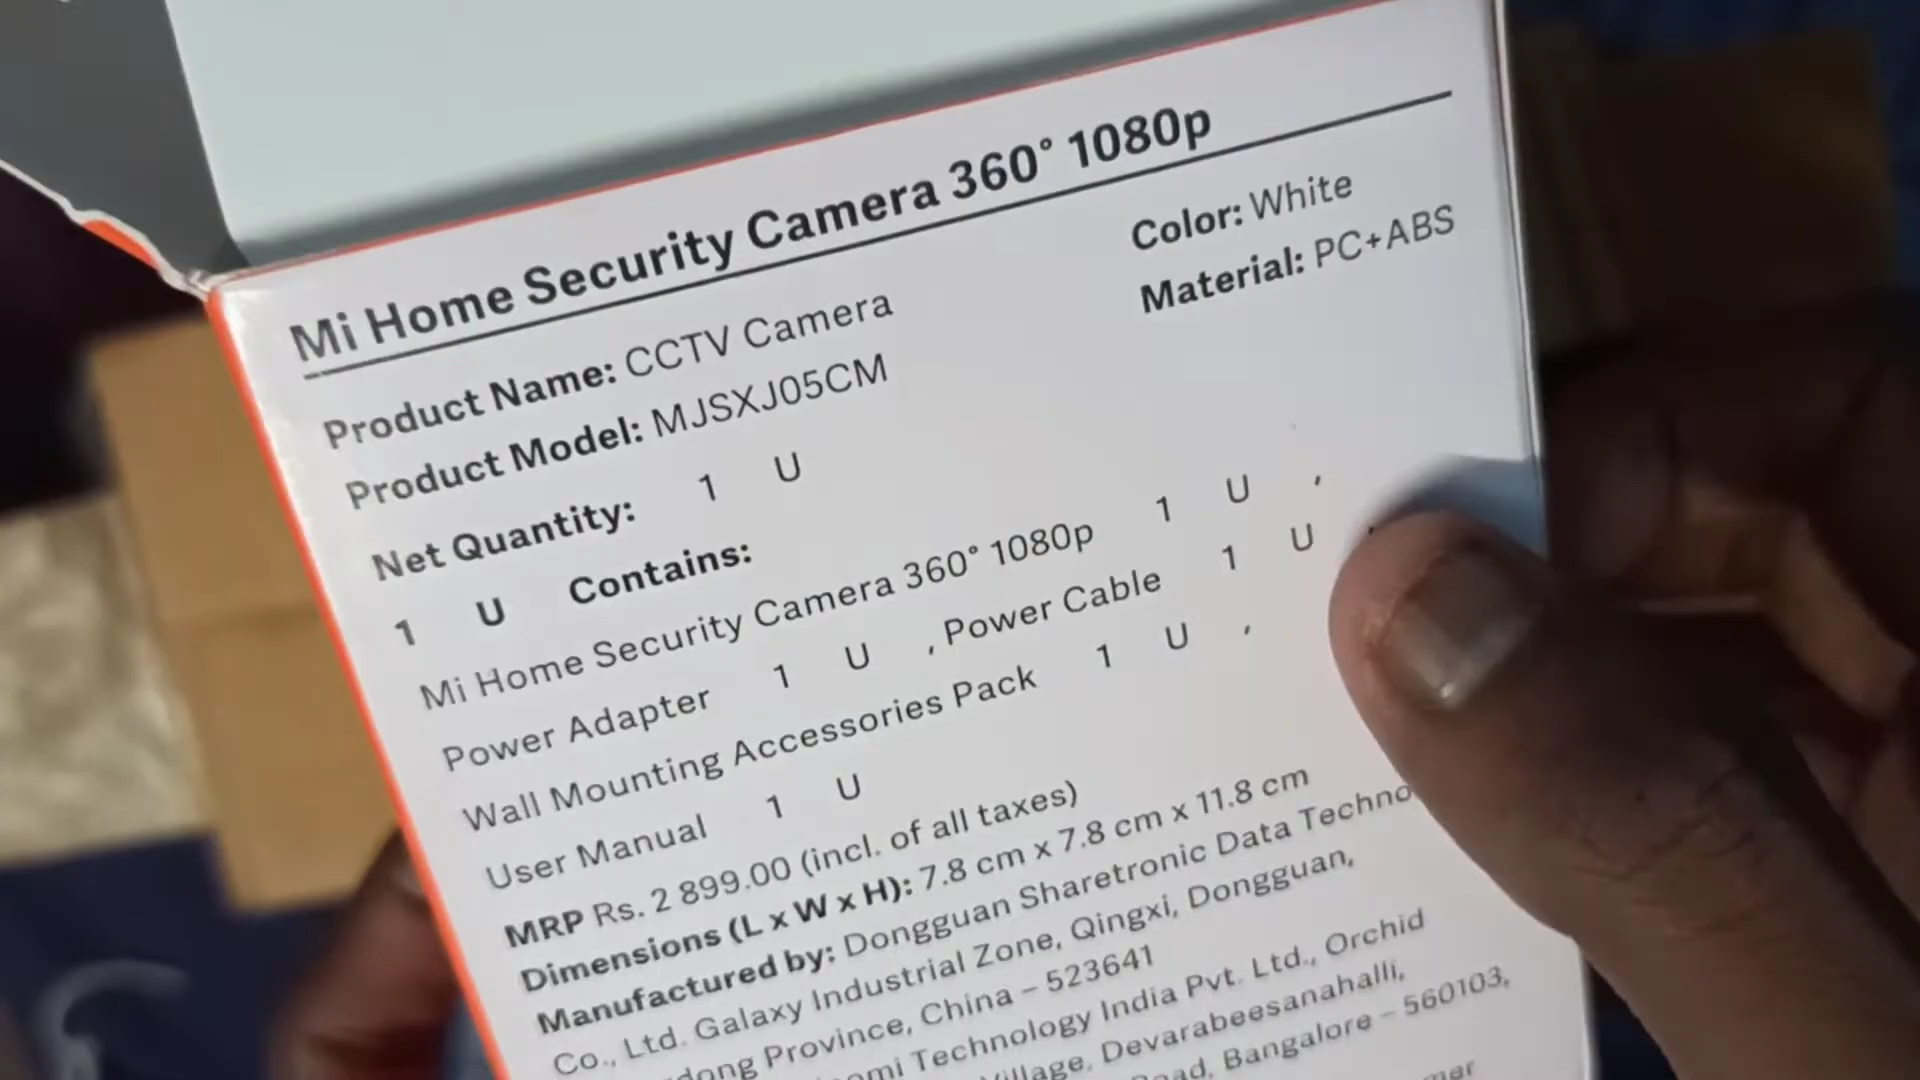 Mi Home Security Camera 360° 1080p
Product Name: CCTV Camera
Color: White
Product Model: MJSXJ05CM
Material: PC+ABS
Net Quantity: 1 U
1 U Contains:
Mi Home Security Camera 360° 1080p 1 U ,
Power Adapter 1 U , Power Cable 1 U ,
Wall Mounting Accessories Pack 1 U ,
User Manual 1 U
MRP Rs. 2 899.00 (incl. of all taxes)
Dimensions (L x W x H): 7.8 cm x 7.8 cm x 11.8 cm
Manufactured by: Dongguan Sharetronic Data
Co., Ltd. Galaxy Industrial Zone, Qingxi, Dongguan,
Province, China – 523641
Technology India Pvt. Ltd., Orchid
Village, Devarabeesanahalli,
Bangalore – 560103,